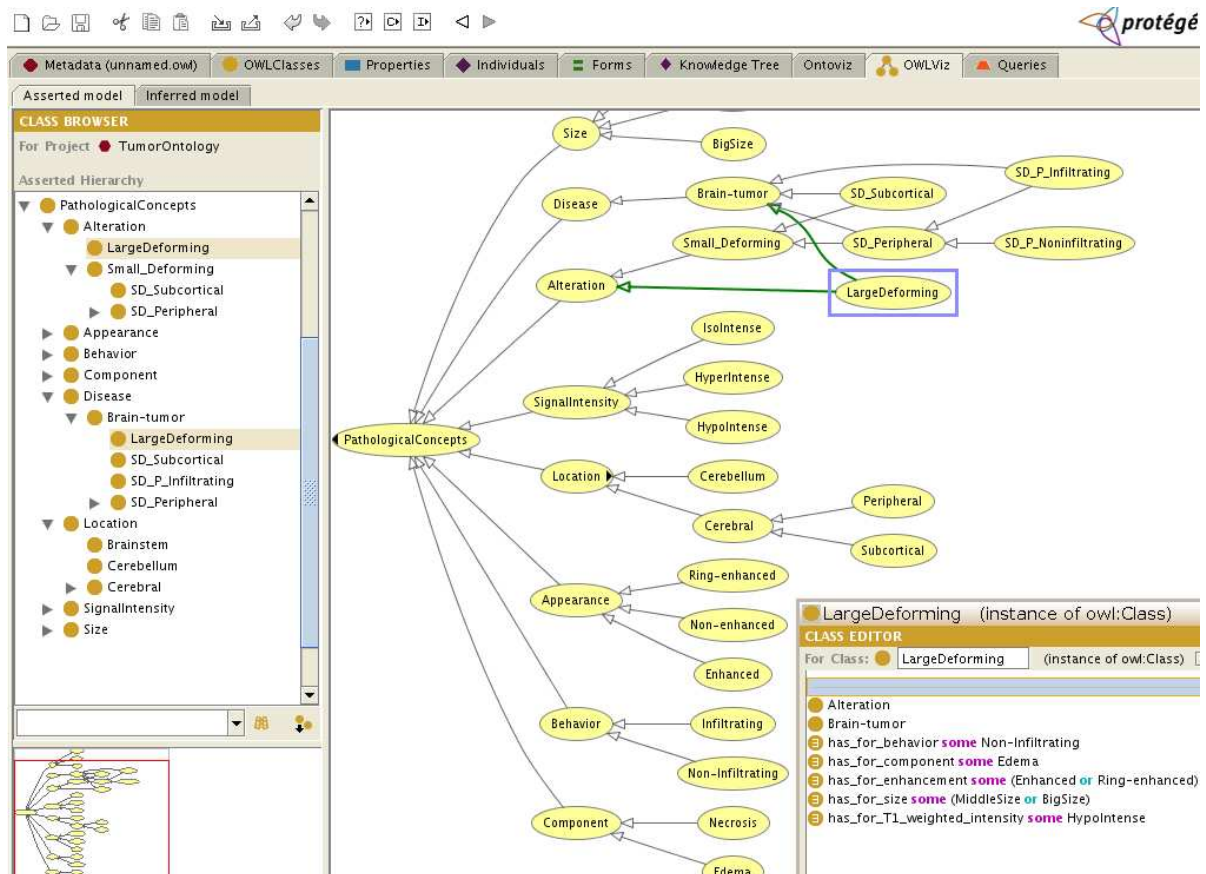 protégé
Metadata (unnamed.owl)
OWLClasses
Properties
Individuals
Forms
Knowledge Tree
Ontoviz
OWLViz
Queries
Asserted model
Inferred model
CLASS BROWSER
For Project TumorOntology
Asserted Hierarchy
PathologicalConcepts
Alteration
LargeDeforming
Small_Deforming
SD_Subcortical
SD_Peripheral
Appearance
Behavior
Component
Disease
Brain-tumor
LargeDeforming
SD_Subcortical
SD_P_Infiltrating
SD_Peripheral
Location
Brainstem
Cerebellum
Cerebral
SignalIntensity
Size
Size
BigSize
Disease
Brain-tumor
SD_Subcortical
SD_P_Infiltrating
Small_Deforming
SD_Peripheral
SD_P_Noninfiltrating
Alteration
LargeDeforming
IsoIntense
HyperIntense
SignalIntensity
HypoIntense
PathologicalConcepts
Location
Cerebellum
Cerebral
Peripheral
Subcortical
Ring-enhanced
Appearance
Non-enhanced
Enhanced
Behavior
Infiltrating
Non-Infiltrating
Component
Necrosis
Edema
LargeDeforming (instance of owl:Class)
CLASS EDITOR
For Class: LargeDeforming (instance of owl:Class)
Alteration
Brain-tumor
has_for_behavior some Non-Infiltrating
has_for_component some Edema
has_for_enhancement some (Enhanced or Ring-enhanced)
has_for_size some (MiddleSize or BigSize)
has_for_T1_weighted_intensity some HypoIntense